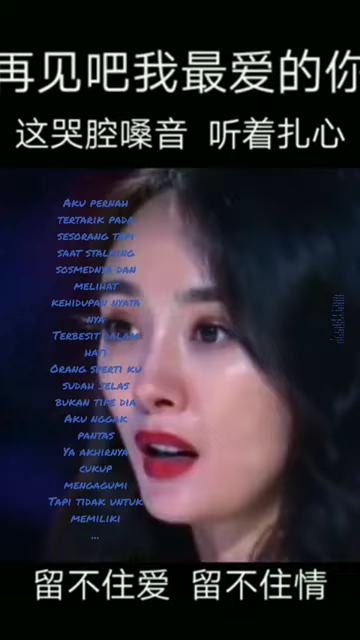 再见吧我最爱的你
这哭腔嗓音 听着扎心
AKU PERNAH
TERTARIK PADA
SESORANG TAPI
SAAT STALKING
SOSMEDNYA DAN
MELIHAT
KEHIDUPAN NYATA
NYA
TERBESIT DALAM
HATI
ORANG SPERTI KU
SUDAH JELAS
BUKAN TIPE DIA
AKU NGGAK
PANTAS
YA AKHIRNYA
CUKUP
MENGAGUMI
TAPI TIDAK UNTUK
MEMILIKI
...
留不住爱 留不住情